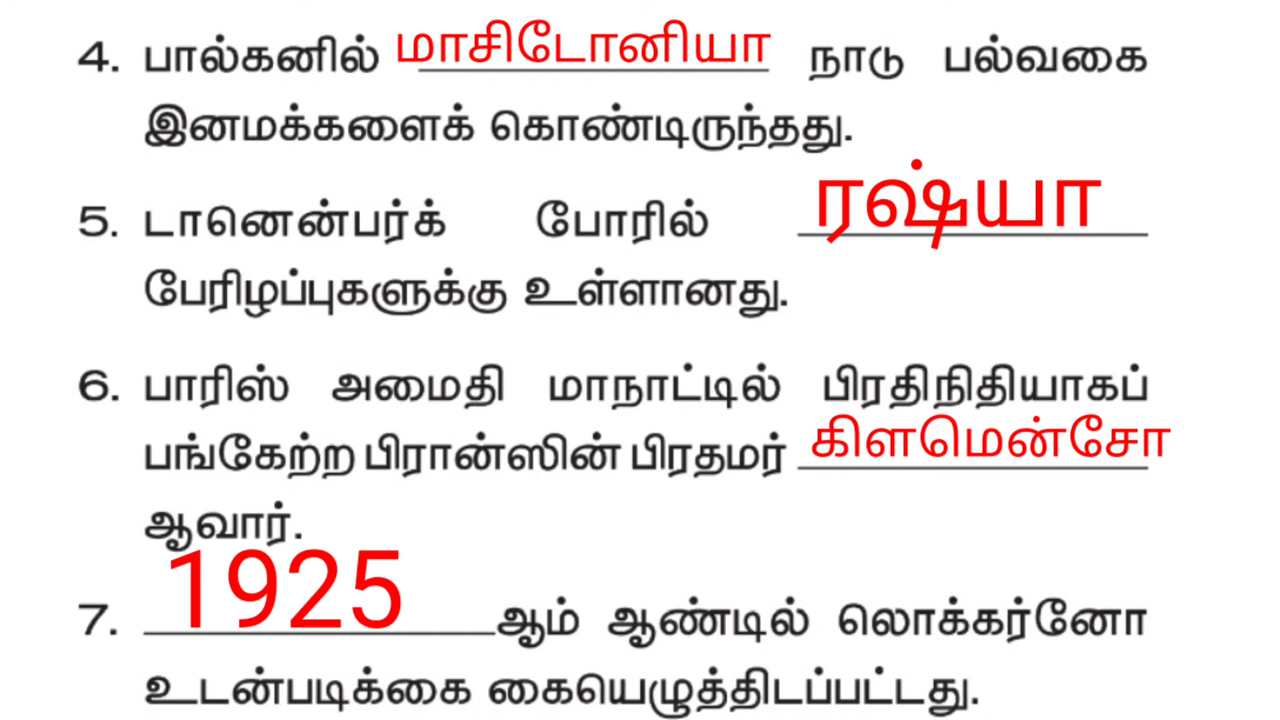 4. பால்கனில் மாசிடோனியா நாடு பல்வகை
இனமக்களைக் கொண்டிருந்தது.
5. டானென்பர்க் போரில் ரஷ்யா
பேரிழப்புகளுக்கு உள்ளானது.
6. பாரிஸ் அமைதி மாநாட்டில் பிரதிநிதியாகப்
பங்கேற்ற பிரான்ஸின் பிரதமர் கிளமென்சோ
ஆவார்.
7. 1925 ஆம் ஆண்டில் லொக்கர்னோ
உடன்படிக்கை கையெழுத்திடப்பட்டது.